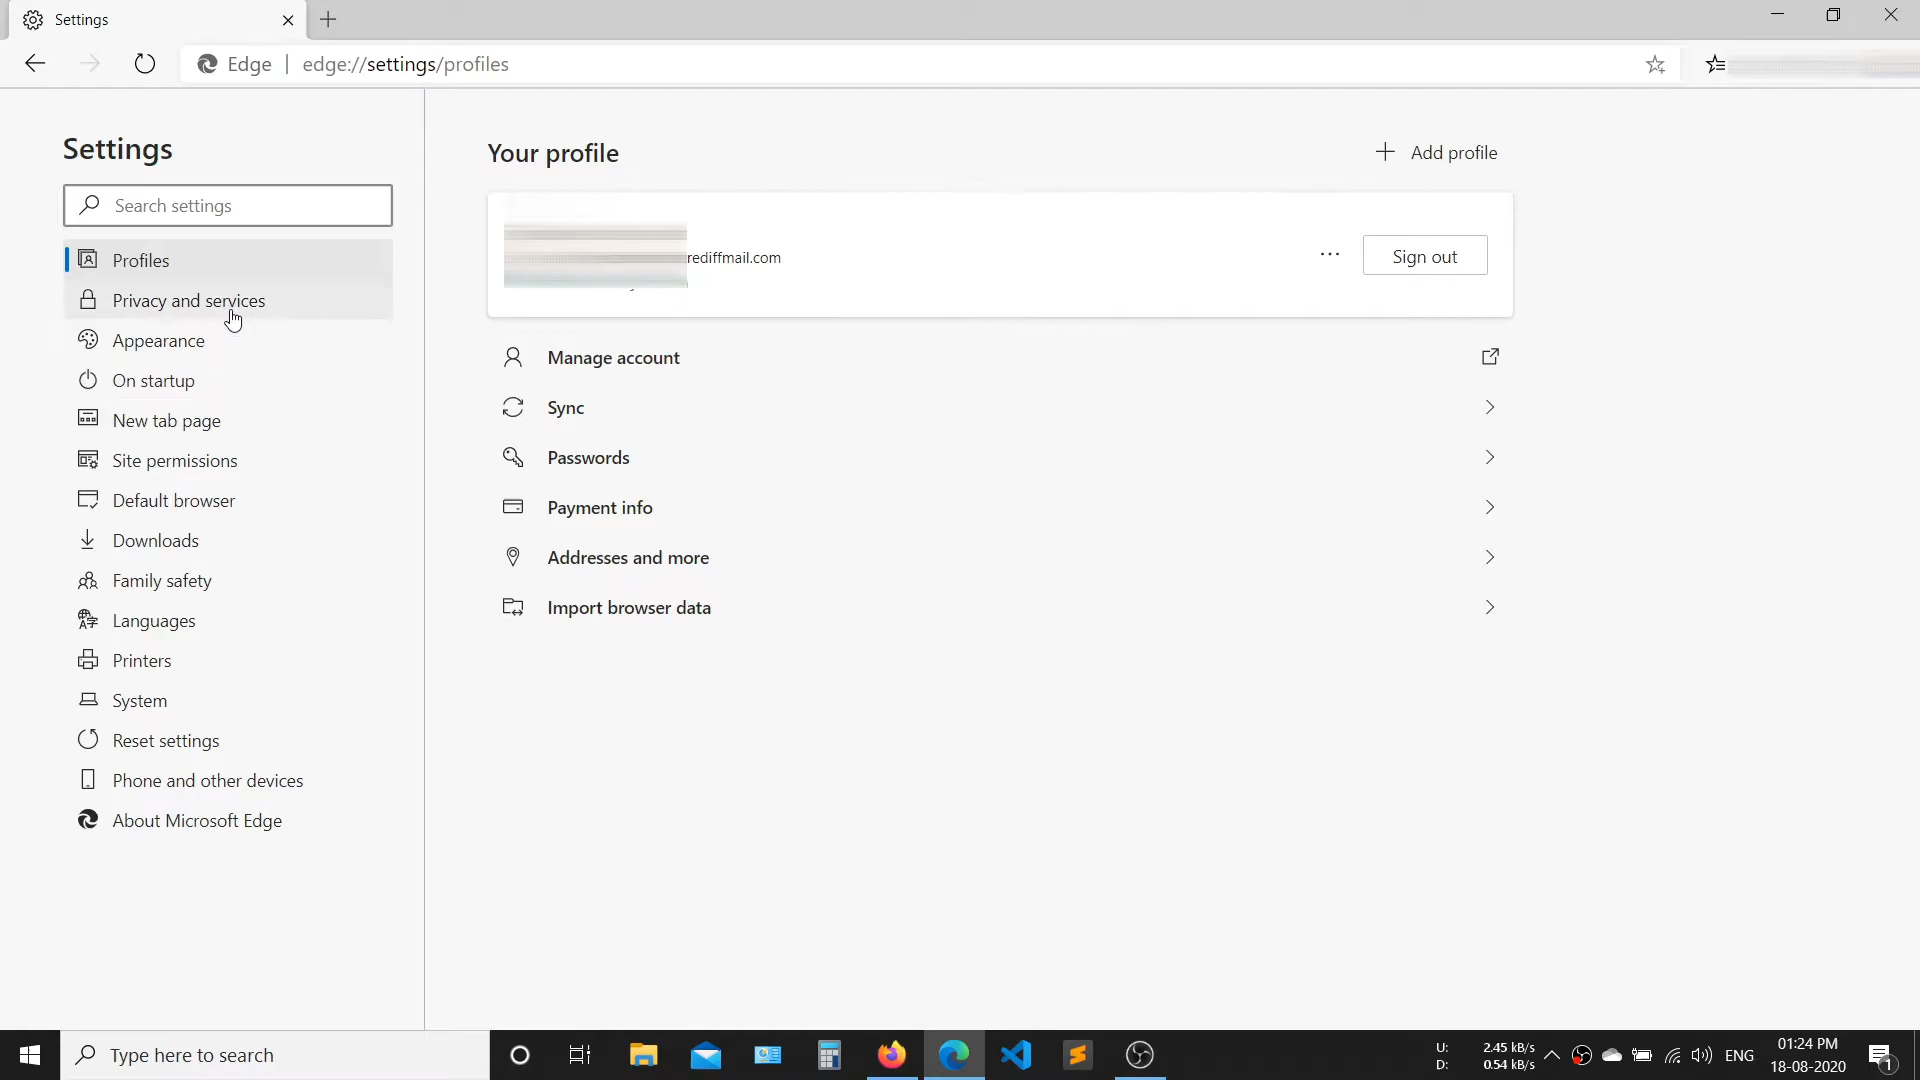 Settings
Edge | edge://settings/profiles
Settings
Search settings
Profiles
Privacy and services
Appearance
On startup
New tab page
Site permissions
Default browser
Downloads
Family safety
Languages
Printers
System
Reset settings
Phone and other devices
About Microsoft Edge
Your profile
Add profile
rediffmail.com
Sign out
Manage account
Sync
Passwords
Payment info
Addresses and more
Import browser data
Type here to search
U: 2.45 kB/s
D: 0.54 kB/s
ENG
01:24 PM
18-08-2020
1